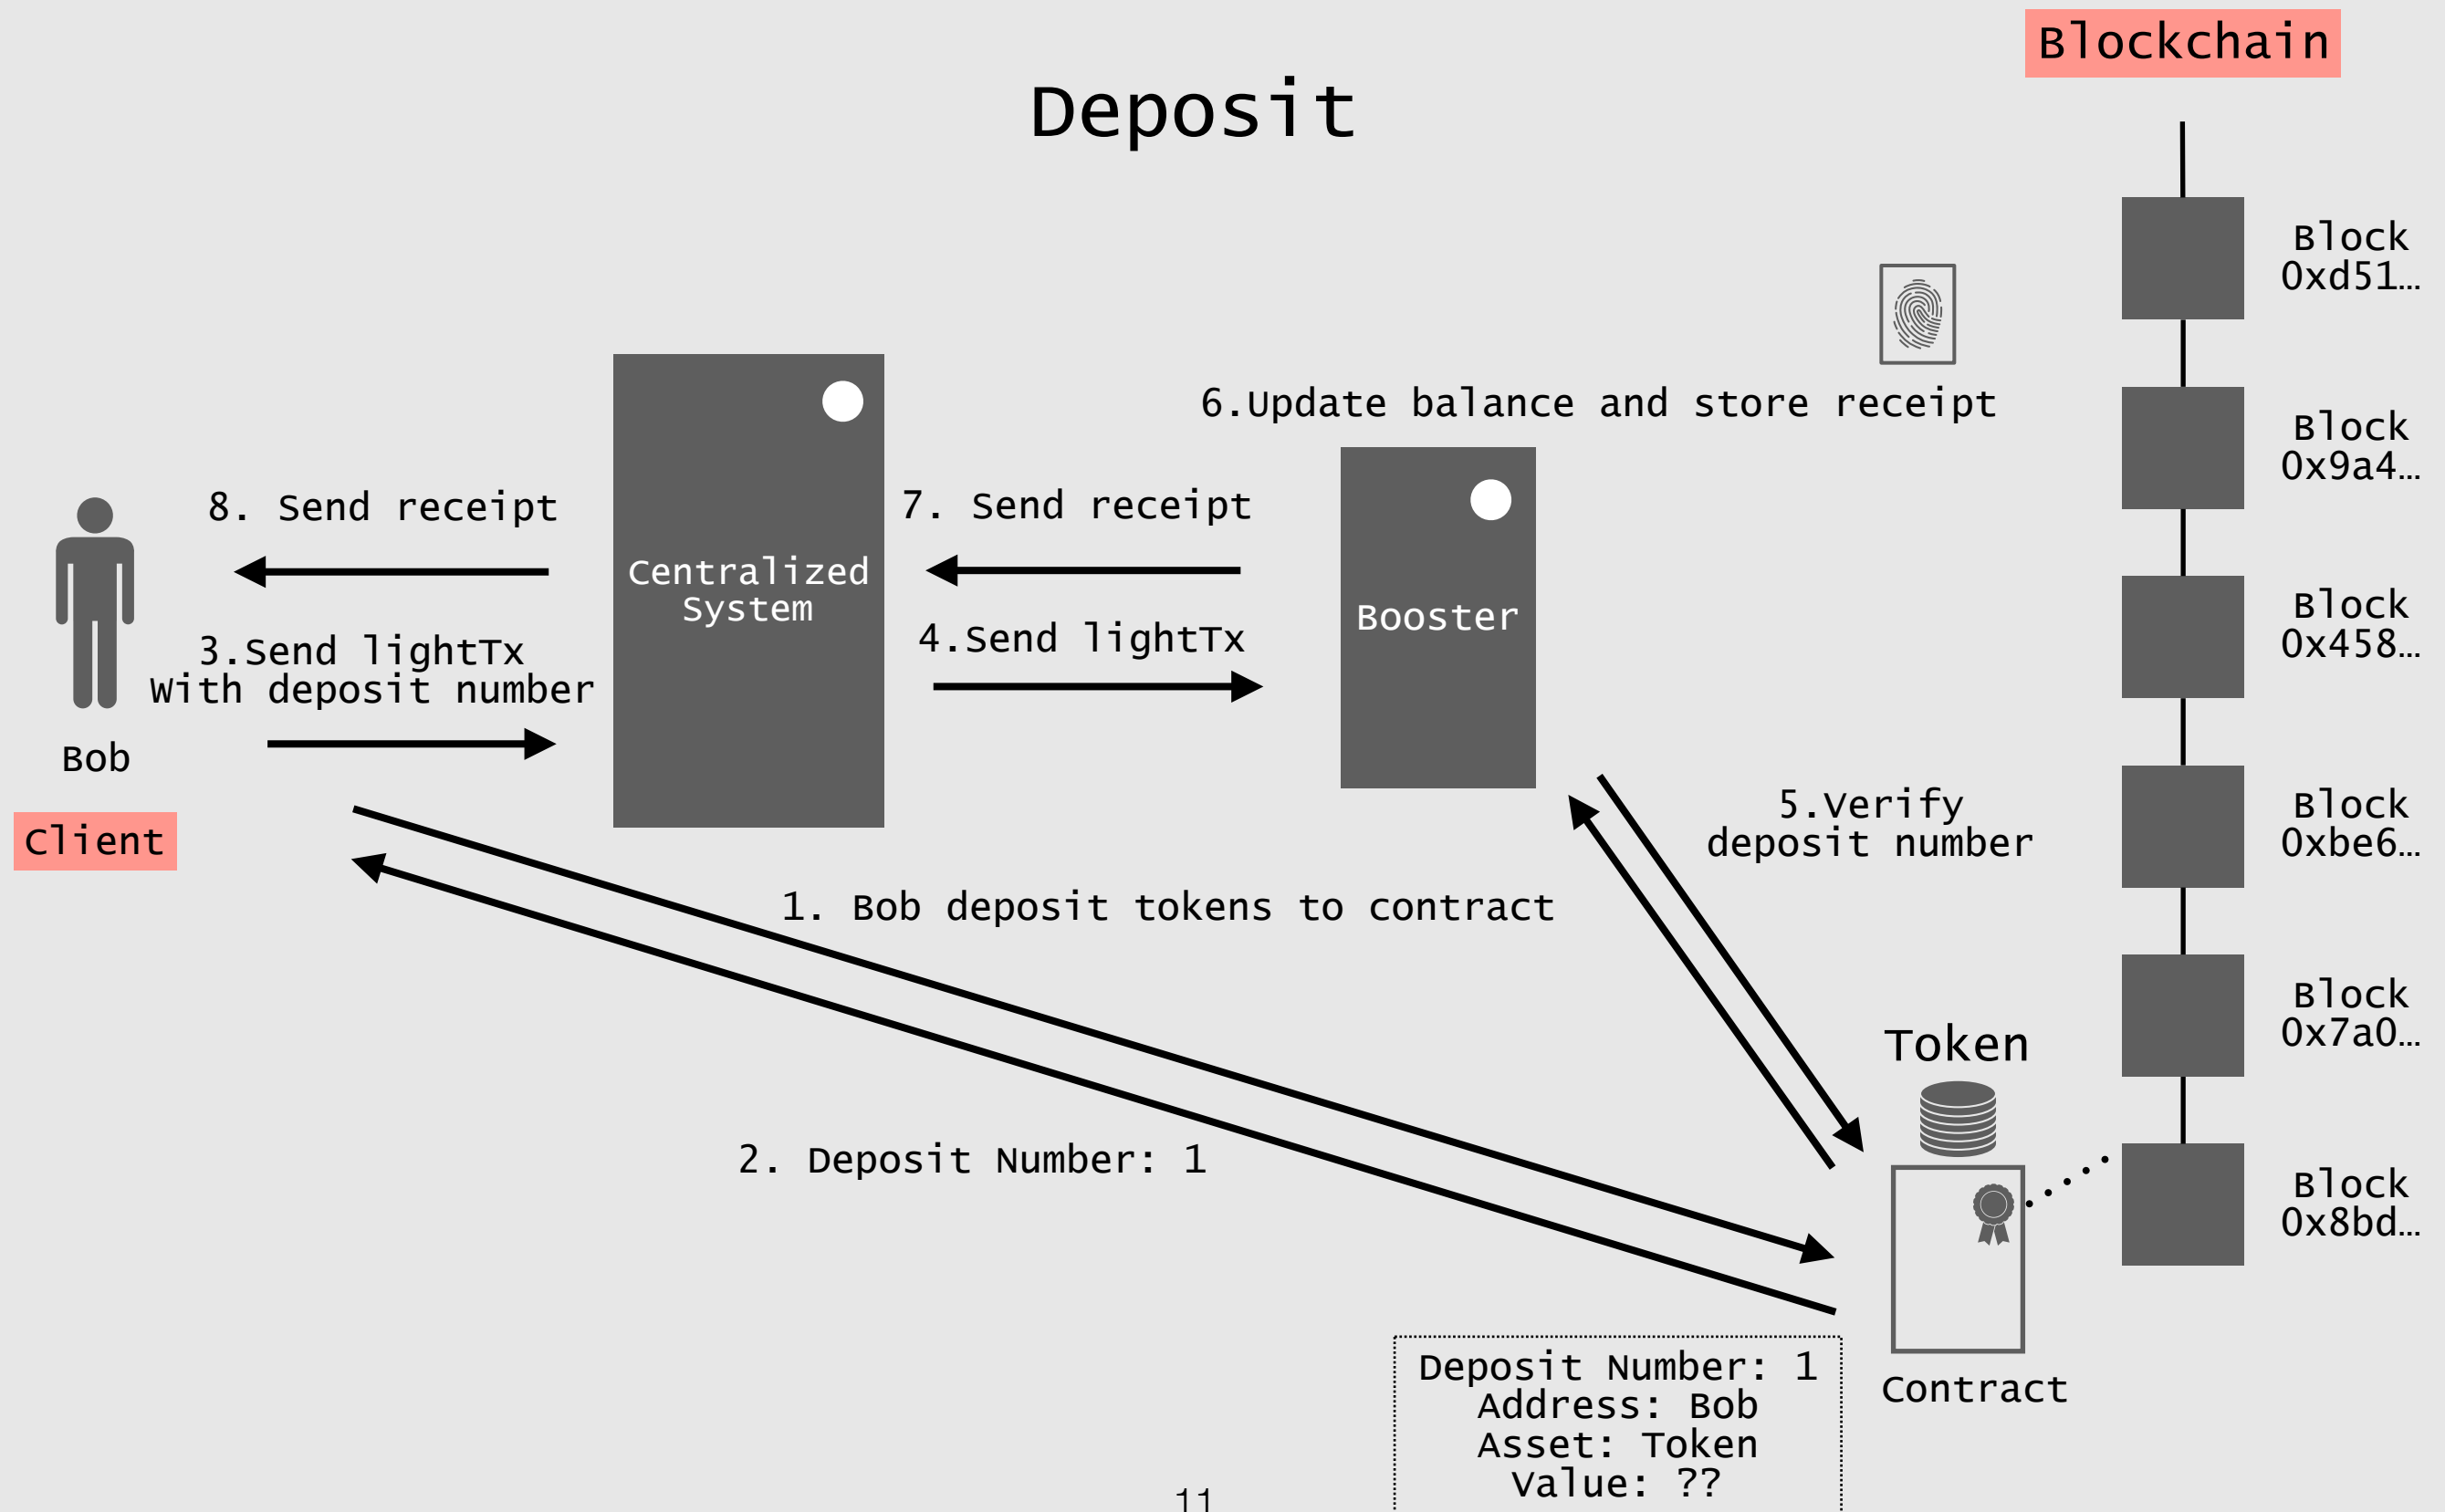 Blockchain
Deposit
Block
0xd51…
6.Update balance and store receipt
Block
0x9a4…
8. Send receipt
7. Send receipt
Centralized
System
Booster
Block
0x458…
3.Send lightTx
With deposit number
4.Send lightTx
Bob
Client
5.Verify
deposit number
Block
0xbe6…
1. Bob deposit tokens to contract
Block
0x7a0…
Token
2. Deposit Number: 1
Block
0x8bd…
Contract
Deposit Number: 1
Address: Bob
Asset: Token
Value: ??
11